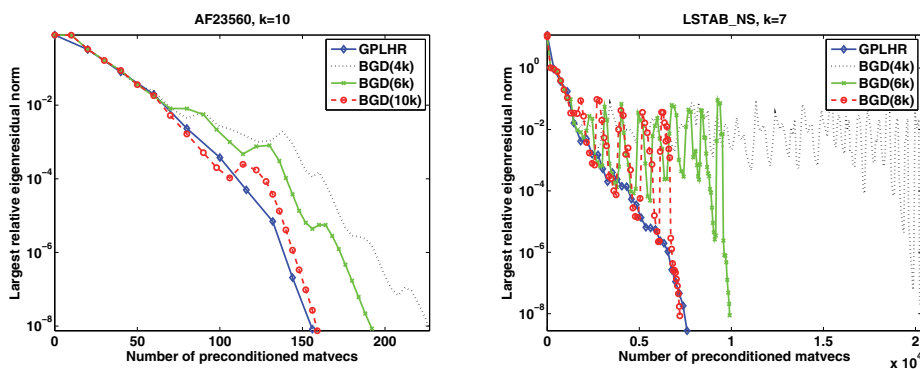 AF23560, k=10
Largest relative eigenresidual norm
10^-2
10^-4
10^-6
10^-8
0 50 100 150 200
Number of preconditioned matvecs
GPLHR
BGD(4k)
BGD(6k)
BGD(10k)
LSTAB_NS, k=7
Largest relative eigenresidual norm
10^0
10^-2
10^-4
10^-6
10^-8
0 0.5 1 1.5
x 10^4
Number of preconditioned matvecs
GPLHR
BGD(4k)
BGD(6k)
BGD(8k)